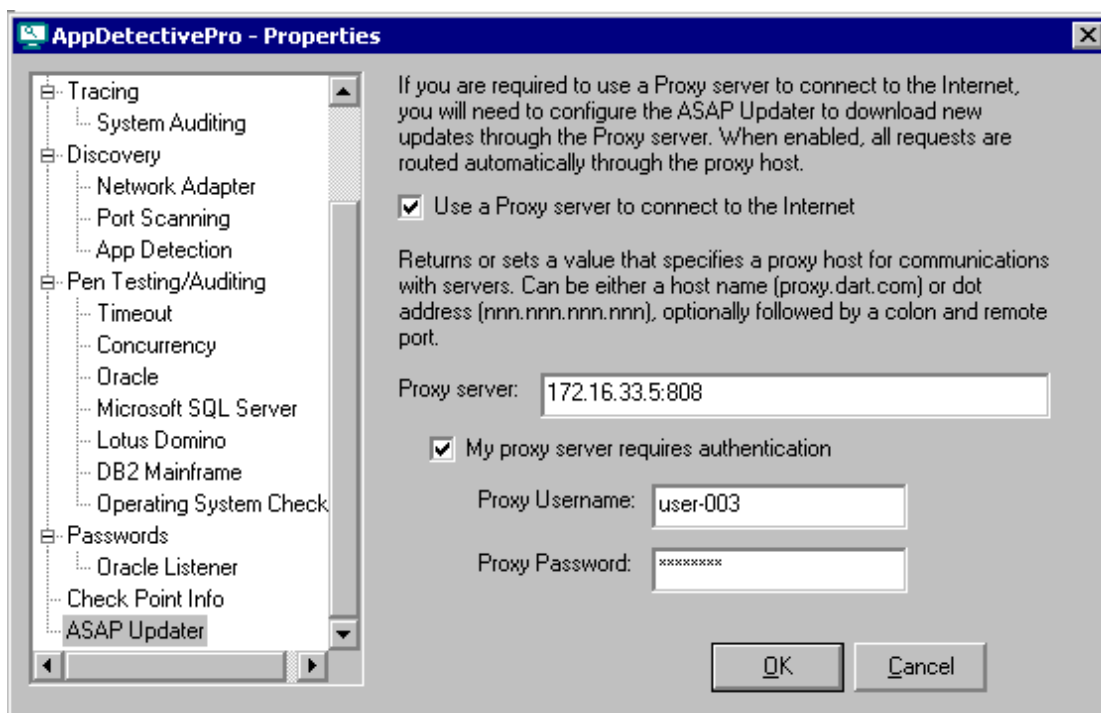 AppDetectivePro - Properties
Tracing
System Auditing
Discovery
Network Adapter
Port Scanning
App Detection
Pen Testing/Auditing
Timeout
Concurrency
Oracle
Microsoft SQL Server
Lotus Domino
DB2 Mainframe
Operating System Check
Passwords
Oracle Listener
Check Point Info
ASAP Updater
If you are required to use a Proxy server to connect to the Internet,
you will need to configure the ASAP Updater to download new
updates through the Proxy server. When enabled, all requests are
routed automatically through the proxy host.
Use a Proxy server to connect to the Internet
Returns or sets a value that specifies a proxy host for communications
with servers. Can be either a host name (proxy.dart.com) or dot
address (nnn.nnn.nnn.nnn), optionally followed by a colon and remote
port.
Proxy server: 172.16.33.5:808
My proxy server requires authentication
Proxy Username: user-003
Proxy Password: ********
OK Cancel